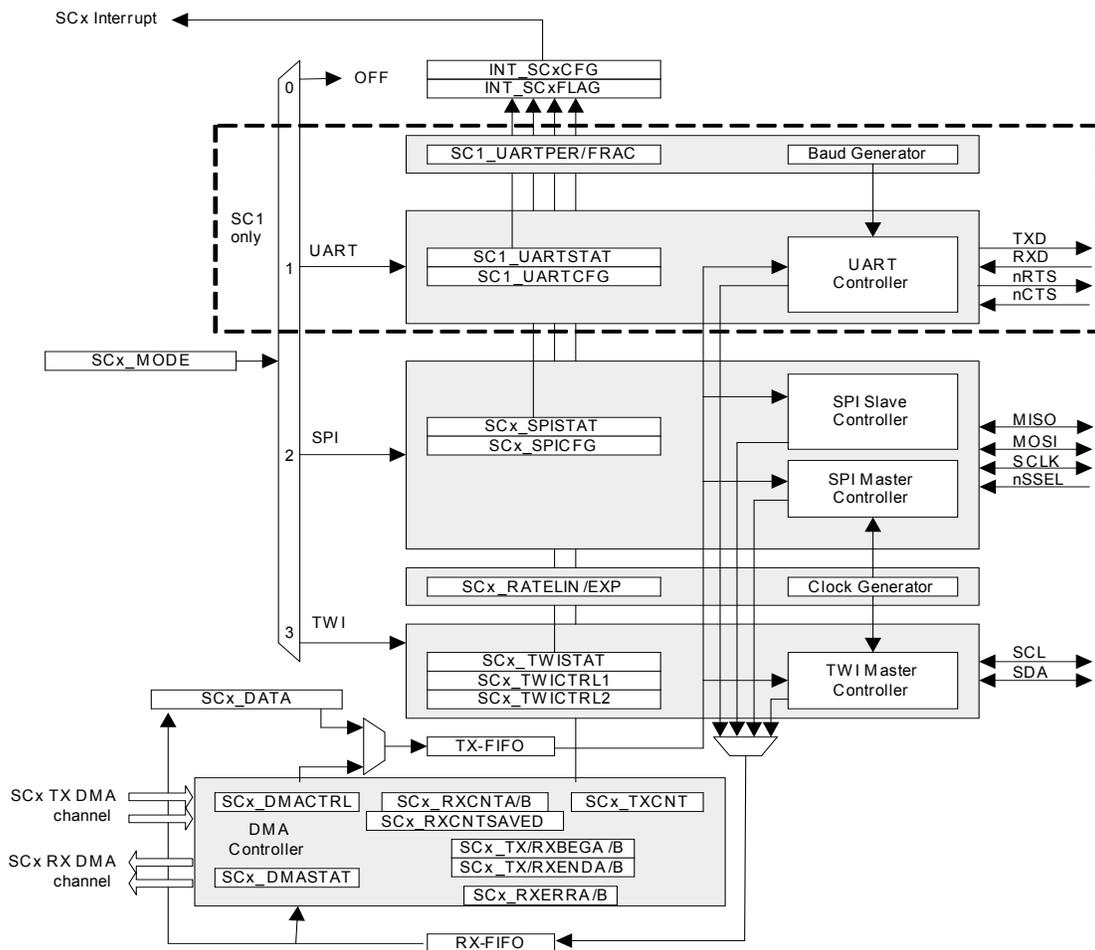 SCx Interrupt
INT_SCxCFG
INT_SCxFLAG
0
OFF
SC1_UARTPER/FRAC
Baud Generator
SC1
only
UART
1
SC1_UARTSTAT
SC1_UARTCFG
UART
Controller
TXD
RXD
nRTS
nCTS
SCx_MODE
SPI
2
SCx_SPISTAT
SCx_SPICFG
SPI Slave
Controller
SPI Master
Controller
MISO
MOSI
SCLK
nSSEL
SCx_RATELIN/EXP
Clock Generator
3
TWI
SCx_TWISTAT
SCx_TWICTRL1
SCx_TWICTRL2
TWI Master
Controller
SCL
SDA
SCx_DATA
TX-FIFO
SCx TX DMA
channel
SCx_DMACTRL
SCx_RXCNTA/B
SCx_TXCNT
SCx_RXCNTSAVED
DMA
Controller
SCx_TX/RXBEGA/B
SCx_TX/RXENDA/B
SCx RX DMA
channel
SCx_DMASTAT
SCx_RXERRA/B
RX-FIFO